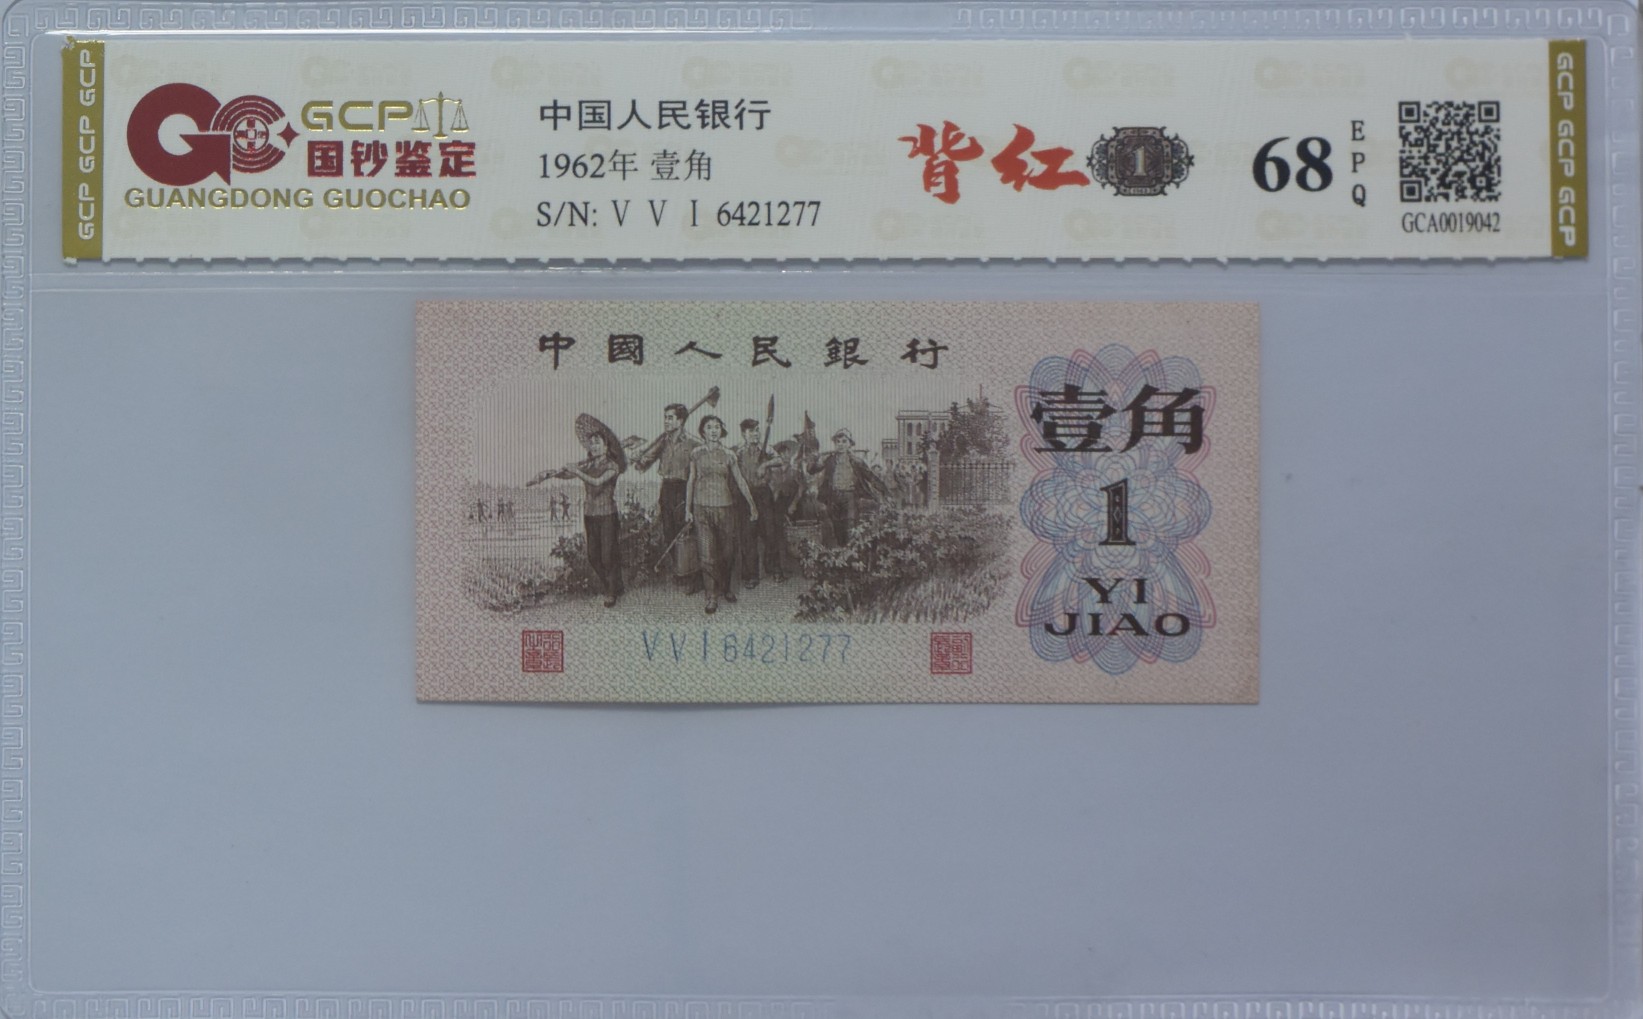 GCP GCP GCP
GCP
国钞鉴定
GUANGDONG GUOCHAO
中国人民银行
1962年 壹角
S/N: V V I 6421277
背红
1
68
EPQ
GCA0019042
GCP GCP GCP
中國人民銀行
壹角
1
YI
JIAO
V V I 6421277